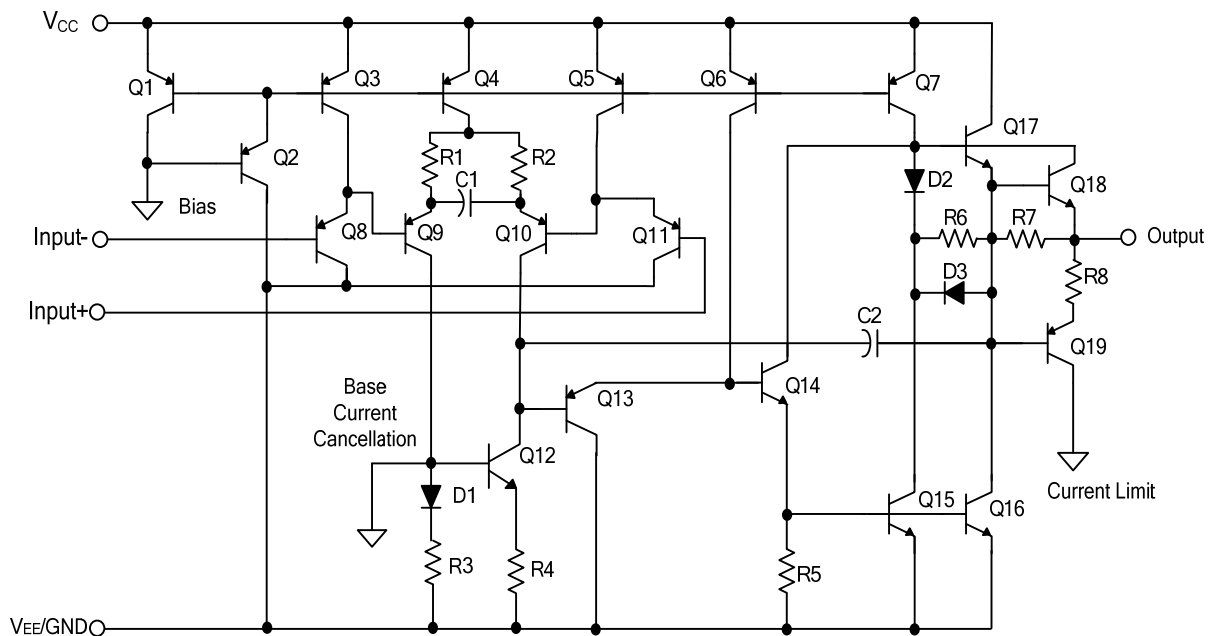 VCC
Q1
Q3
Q4
Q5
Q6
Q7
Q2
Q17
R1
R2
C1
D2
Q18
Bias
Input-
Q8
Q9
Q10
Q11
R6
R7
Output
D3
R8
Input+
C2
Q19
Base
Current
Cancellation
Q13
Q14
Q12
D1
Q15
Q16
Current Limit
R3
R4
R5
VEE/GND